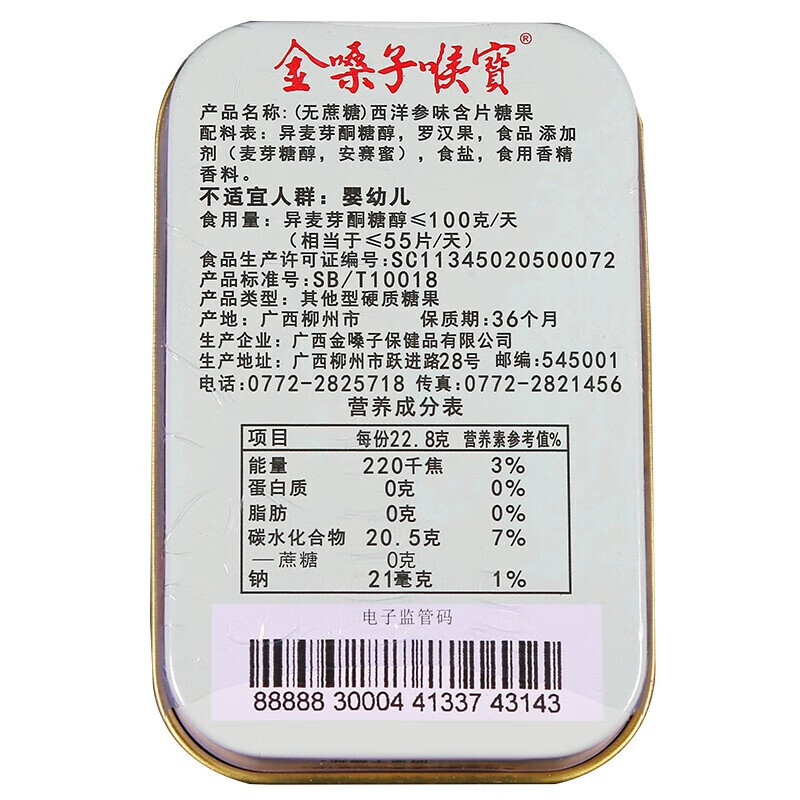 金嗓子喉寶®
产品名称:(无蔗糖)西洋参味含片糖果
配料表：异麦芽酮糖醇，罗汉果，食品添加
剂（麦芽糖醇，安赛蜜），食盐，食用香精
香料。
不适宜人群：婴幼儿
食用量：异麦芽酮糖醇≤100克/天
（相当于≤55片/天）
食品生产许可证编号:SC11345020500072
产品标准号:SB/T10018
产品类型：其他型硬质糖果
产地：广西柳州市 保质期:36个月
生产企业：广西金嗓子保健品有限公司
生产地址：广西柳州市跃进路28号 邮编:545001
电话:0772-2825718 传真:0772-2821456
营养成分表
项目 每份22.8克 营养素参考值%
能量 220千焦 3%
蛋白质 0克 0%
脂肪 0克 0%
碳水化合物 20.5克 7%
—蔗糖 0克
钠 21毫克 1%
电子监管码
88888 30004 41337 43143